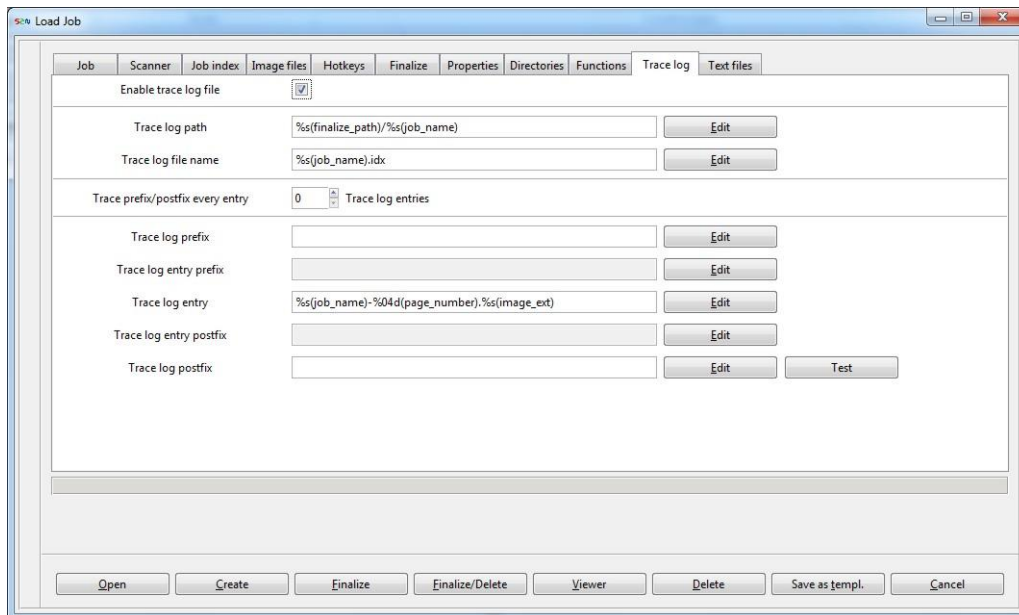 Load Job
Job Scanner Job index Image files Hotkeys Finalize Properties Directories Functions Trace log Text files
Enable trace log file
Trace log path %s(finalize_path)/%s(job_name) Edit
Trace log file name %s(job_name).idx Edit
Trace prefix/postfix every entry 0 Trace log entries
Trace log prefix Edit
Trace log entry prefix Edit
Trace log entry %s(job_name)-%04d(page_number).%s(image_ext) Edit
Trace log entry postfix Edit
Trace log postfix Edit Test
Open Create Finalize Finalize/Delete Viewer Delete Save as templ. Cancel